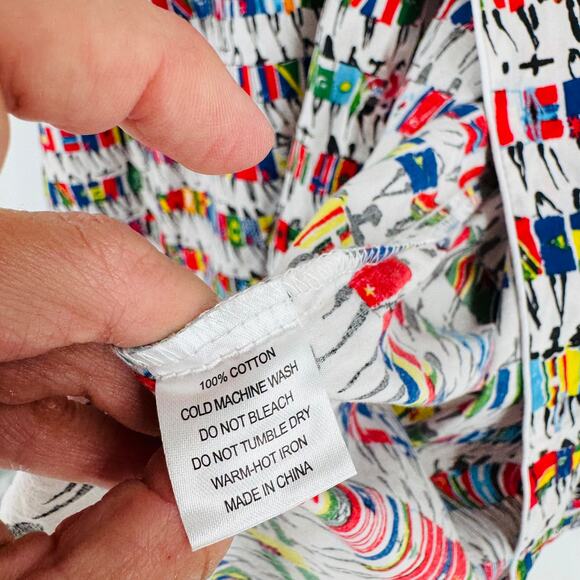 100% COTTON
COLD MACHINE WASH
DO NOT BLEACH
DO NOT TUMBLE DRY
WARM-HOT IRON
MADE IN CHINA